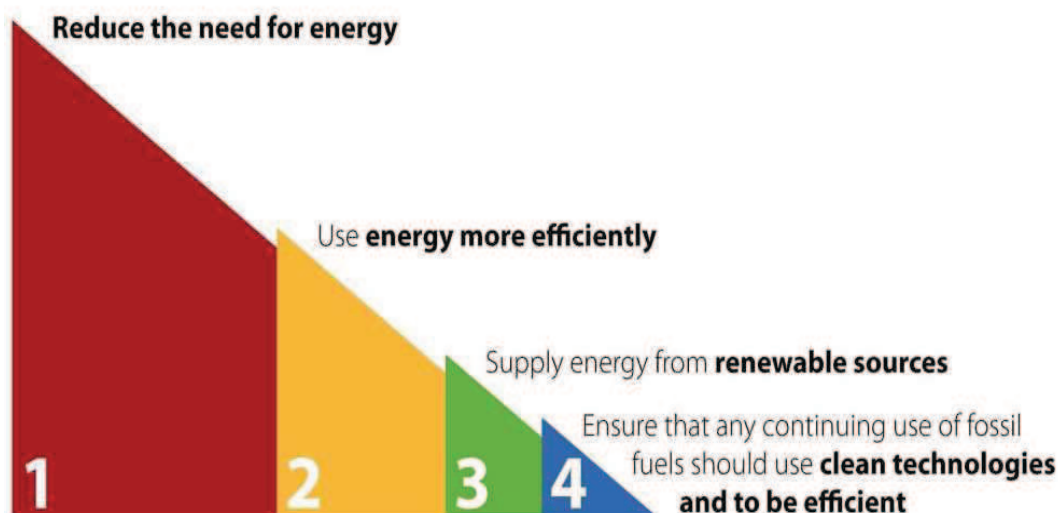 Reduce the need for energy
Use energy more efficiently
Supply energy from renewable sources
Ensure that any continuing use of fossil
fuels should use clean technologies
and to be efficient
1 2 3 4